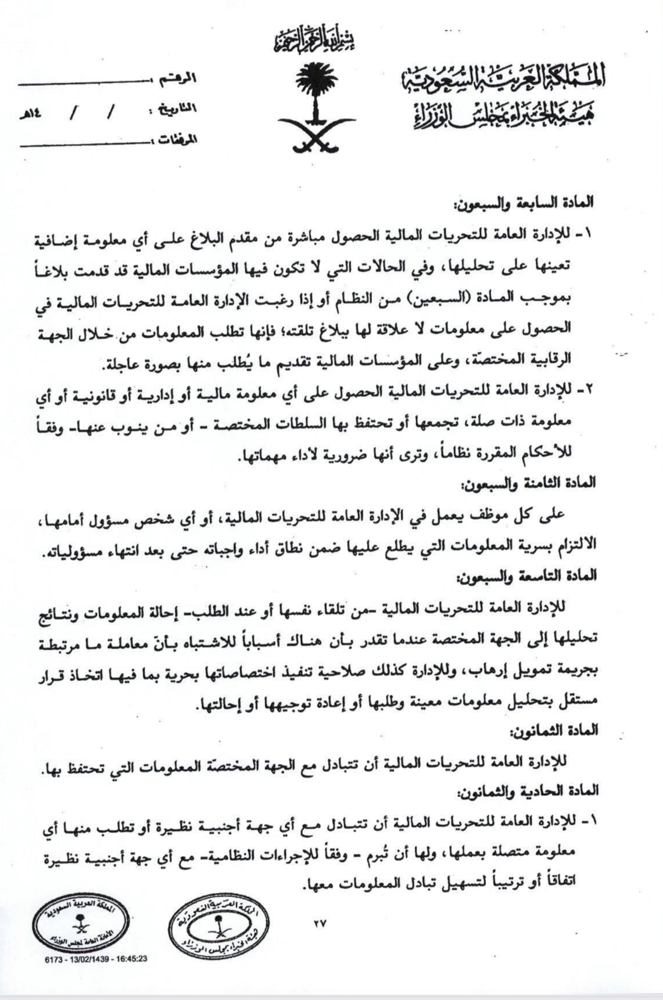 بسم الله الرحمن الرحيم
المملكة العربية السعودية
هيئة الخبراء بمجلس الوزراء
الرقم :
التاريخ : / / ١٤هـ
المرفقات :
المادة السابعة والسبعون:
١- للإدارة العامة للتحريات المالية الحصول مباشرة من مقدم البلاغ على أي معلومة إضافية
تعينها على تحليلها، وفي الحالات التي لا تكون فيها المؤسسات المالية قد قدمت بلاغاً
بموجب المادة (السبعين) من النظام أو إذا رغبت الإدارة العامة للتحريات المالية في
الحصول على معلومات لا علاقة لها ببلاغ تلقته؛ فإنها تطلب المعلومات من خلال الجهة
الرقابية المختصّة، وعلى المؤسسات المالية تقديم ما يُطلب منها بصورة عاجلة.
٢- للإدارة العامة للتحريات المالية الحصول على أي معلومة مالية أو إدارية أو قانونية أو أي
معلومة ذات صلة، تجمعها أو تحتفظ بها السلطات المختصة - أو من ينوب عنها- وفقاً
للأحكام المقررة نظاماً، وترى أنها ضرورية لأداء مهماتها.
المادة الثامنة والسبعون:
على كل موظف يعمل في الإدارة العامة للتحريات المالية، أو أي شخص مسؤول أمامها،
الالتزام بسرية المعلومات التي يطلع عليها ضمن نطاق أداء واجباته حتى بعد انتهاء مسؤولياته.
المادة التاسعة والسبعون:
للإدارة العامة للتحريات المالية -من تلقاء نفسها أو عند الطلب- إحالة المعلومات ونتائج
تحليلها إلى الجهة المختصة عندما تقدر بأن هناك أسباباً للاشتباه بأنّ معاملة ما مرتبطة
بجريمة تمويل إرهاب، وللإدارة كذلك صلاحية تنفيذ اختصاصاتها بحرية بما فيها اتخاذ قرار
مستقل بتحليل معلومات معينة وطلبها أو إعادة توجيهها أو إحالتها.
المادة الثمانون:
للإدارة العامة للتحريات المالية أن تتبادل مع الجهة المختصّة المعلومات التي تحتفظ بها.
المادة الحادية والثمانون:
١- للإدارة العامة للتحريات المالية أن تتبادل مع أي جهة أجنبية نظيرة أو تطلب منها أي
معلومة متصلة بعملها، ولها أن تُبرم - وفقاً للإجراءات النظامية- مع أي جهة أجنبية نظيرة
اتفاقاً أو ترتيباً لتسهيل تبادل المعلومات معها.
٢٧
المملكة العربية السعودية
هيئة الخبراء بمجلس الوزراء
المملكة العربية السعودية
الأمانة العامة لمجلس الوزراء
6173 - 13/02/1439 - 16:45:23